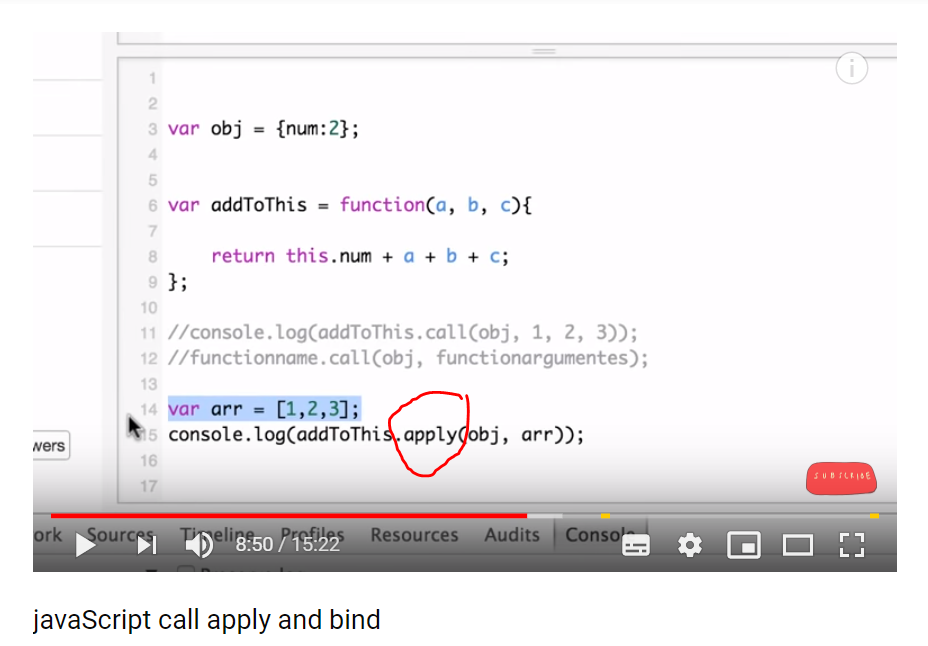 1
2
3 var obj = {num:2};
4
5
6 var addToThis = function(a, b, c){
7
8 return this.num + a + b + c;
9 };
10
11 //console.log(addToThis.call(obj, 1, 2, 3));
12 //functionname.call(obj, functionargumentes);
13
14 var arr = [1,2,3];
15 console.log(addToThis.apply(obj, arr));
wers
16
17
SUBSCRIBE
ork Sources Timeline Profiles Resources Audits Console
8:50 / 15:22
javaScript call apply and bind